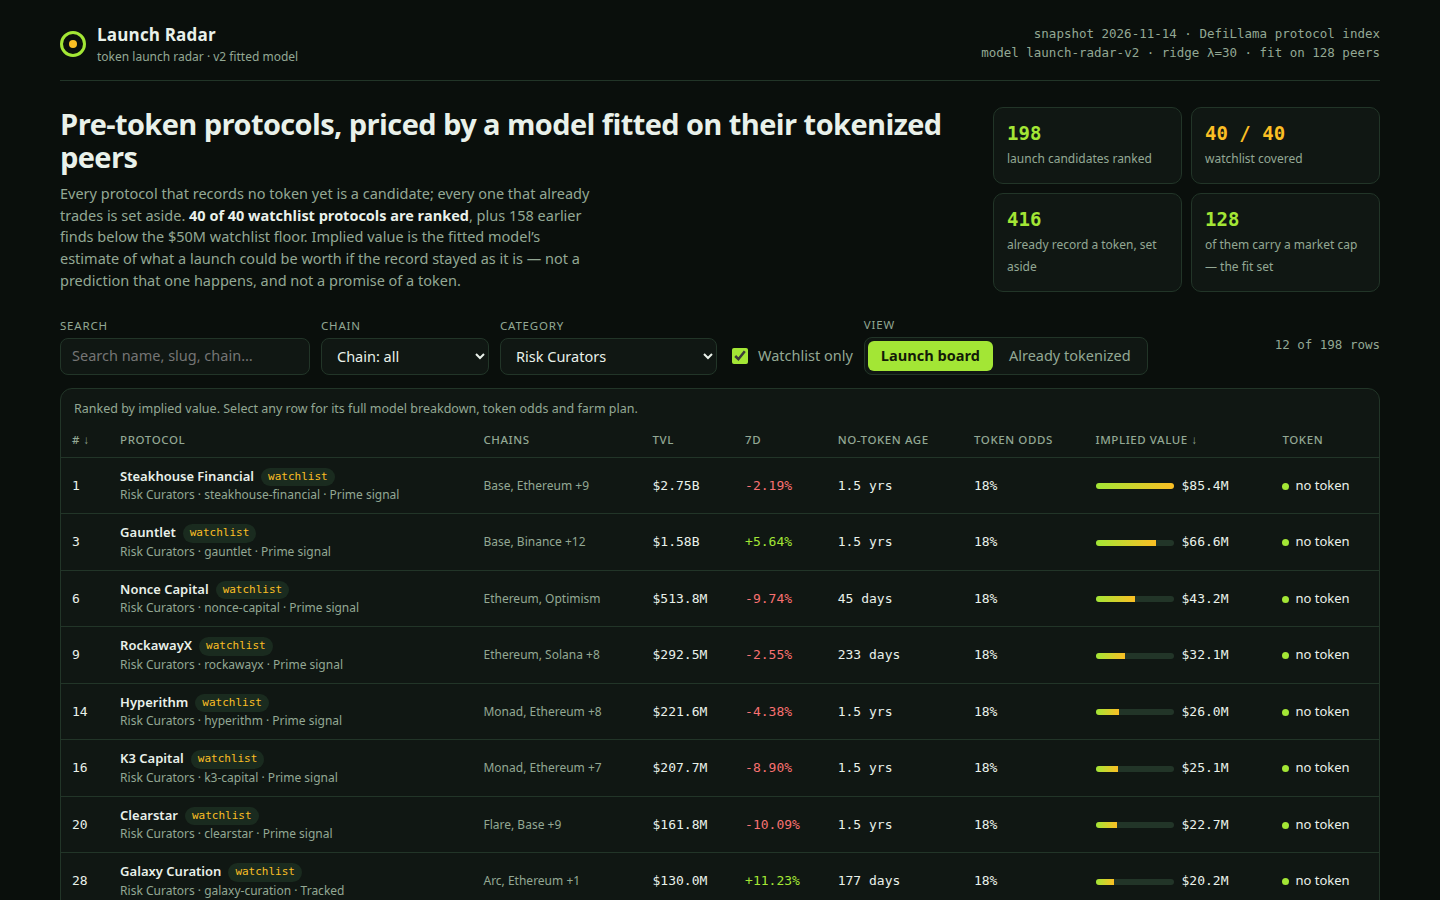 Launch Radar
token launch radar · v2 fitted model
snapshot 2026-11-14 · DefiLlama protocol index
model launch-radar-v2 · ridge λ=30 · fit on 128 peers
Pre-token protocols, priced by a model fitted on their tokenized
peers
Every protocol that records no token yet is a candidate; every one that already
trades is set aside. 40 of 40 watchlist protocols are ranked, plus 158 earlier
finds below the $50M watchlist floor. Implied value is the fitted model's
estimate of what a launch could be worth if the record stayed as it is — not a
prediction that one happens, and not a promise of a token.
198
launch candidates ranked
40 / 40
watchlist covered
416
already record a token, set
aside
128
of them carry a market cap
— the fit set
SEARCH
Search name, slug, chain...
CHAIN
Chain: all
CATEGORY
Risk Curators
Watchlist only
VIEW
Launch board
Already tokenized
12 of 198 rows
Ranked by implied value. Select any row for its full model breakdown, token odds and farm plan.
# ↓ PROTOCOL CHAINS TVL 7D NO-TOKEN AGE TOKEN ODDS IMPLIED VALUE ↓ TOKEN
1 Steakhouse Financial watchlist Base, Ethereum +9 $2.75B -2.19% 1.5 yrs 18% $85.4M no token
Risk Curators · steakhouse-financial · Prime signal
3 Gauntlet watchlist Base, Binance +12 $1.58B +5.64% 1.5 yrs 18% $66.6M no token
Risk Curators · gauntlet · Prime signal
6 Nonce Capital watchlist Ethereum, Optimism $513.8M -9.74% 45 days 18% $43.2M no token
Risk Curators · nonce-capital · Prime signal
9 RockawayX watchlist Ethereum, Solana +8 $292.5M -2.55% 233 days 18% $32.1M no token
Risk Curators · rockawayx · Prime signal
14 Hyperithm watchlist Monad, Ethereum +8 $221.6M -4.38% 1.5 yrs 18% $26.0M no token
Risk Curators · hyperithm · Prime signal
16 K3 Capital watchlist Monad, Ethereum +7 $207.7M -8.90% 1.5 yrs 18% $25.1M no token
Risk Curators · k3-capital · Prime signal
20 Clearstar watchlist Flare, Base +9 $161.8M -10.09% 1.5 yrs 18% $22.7M no token
Risk Curators · clearstar · Prime signal
28 Galaxy Curation watchlist Arc, Ethereum +1 $130.0M +11.23% 177 days 18% $20.2M no token
Risk Curators · galaxy-curation · Tracked